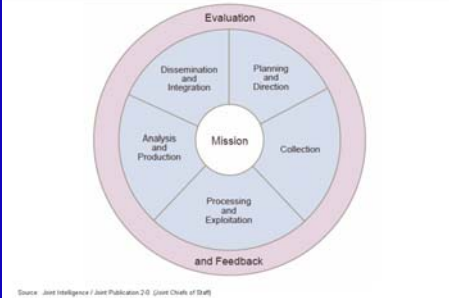 Evaluation
Dissemination
and
Integration
Planning
and
Direction
Analysis
and
Production
Mission
Collection
Processing
and
Exploitation
and Feedback
Source: Joint Intelligence / Joint Publication 2-0 (Joint Chiefs of Staff)